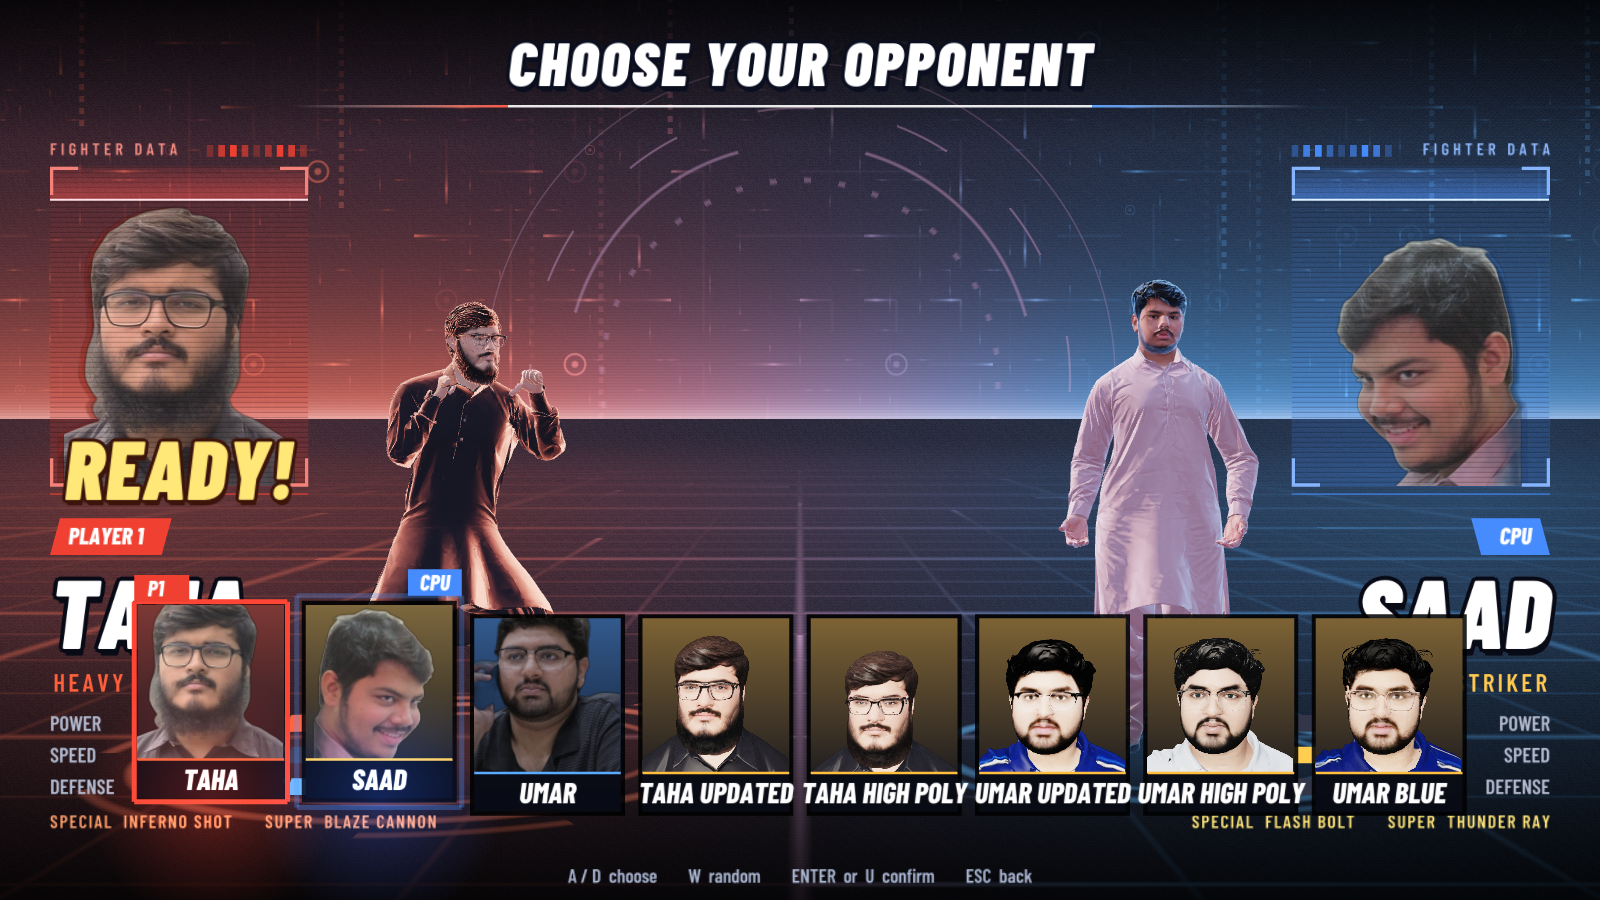 CHOOSE YOUR OPPONENT
FIGHTER DATA
FIGHTER DATA
READY!
PLAYER 1
CPU
P1
CPU
SAAD
HEAVY
TRIKER
POWER
SPEED
DEFENSE
POWER
SPEED
DEFENSE
TAHA
SAAD
UMAR
TAHA UPDATED
TAHA HIGH POLY
UMAR UPDATED
UMAR HIGH POLY
UMAR BLUE
SPECIAL INFERNO SHOT SUPER BLAZE CANNON
SPECIAL FLASH BOLT SUPER THUNDER RAY
A / D choose W random ENTER or U confirm ESC back